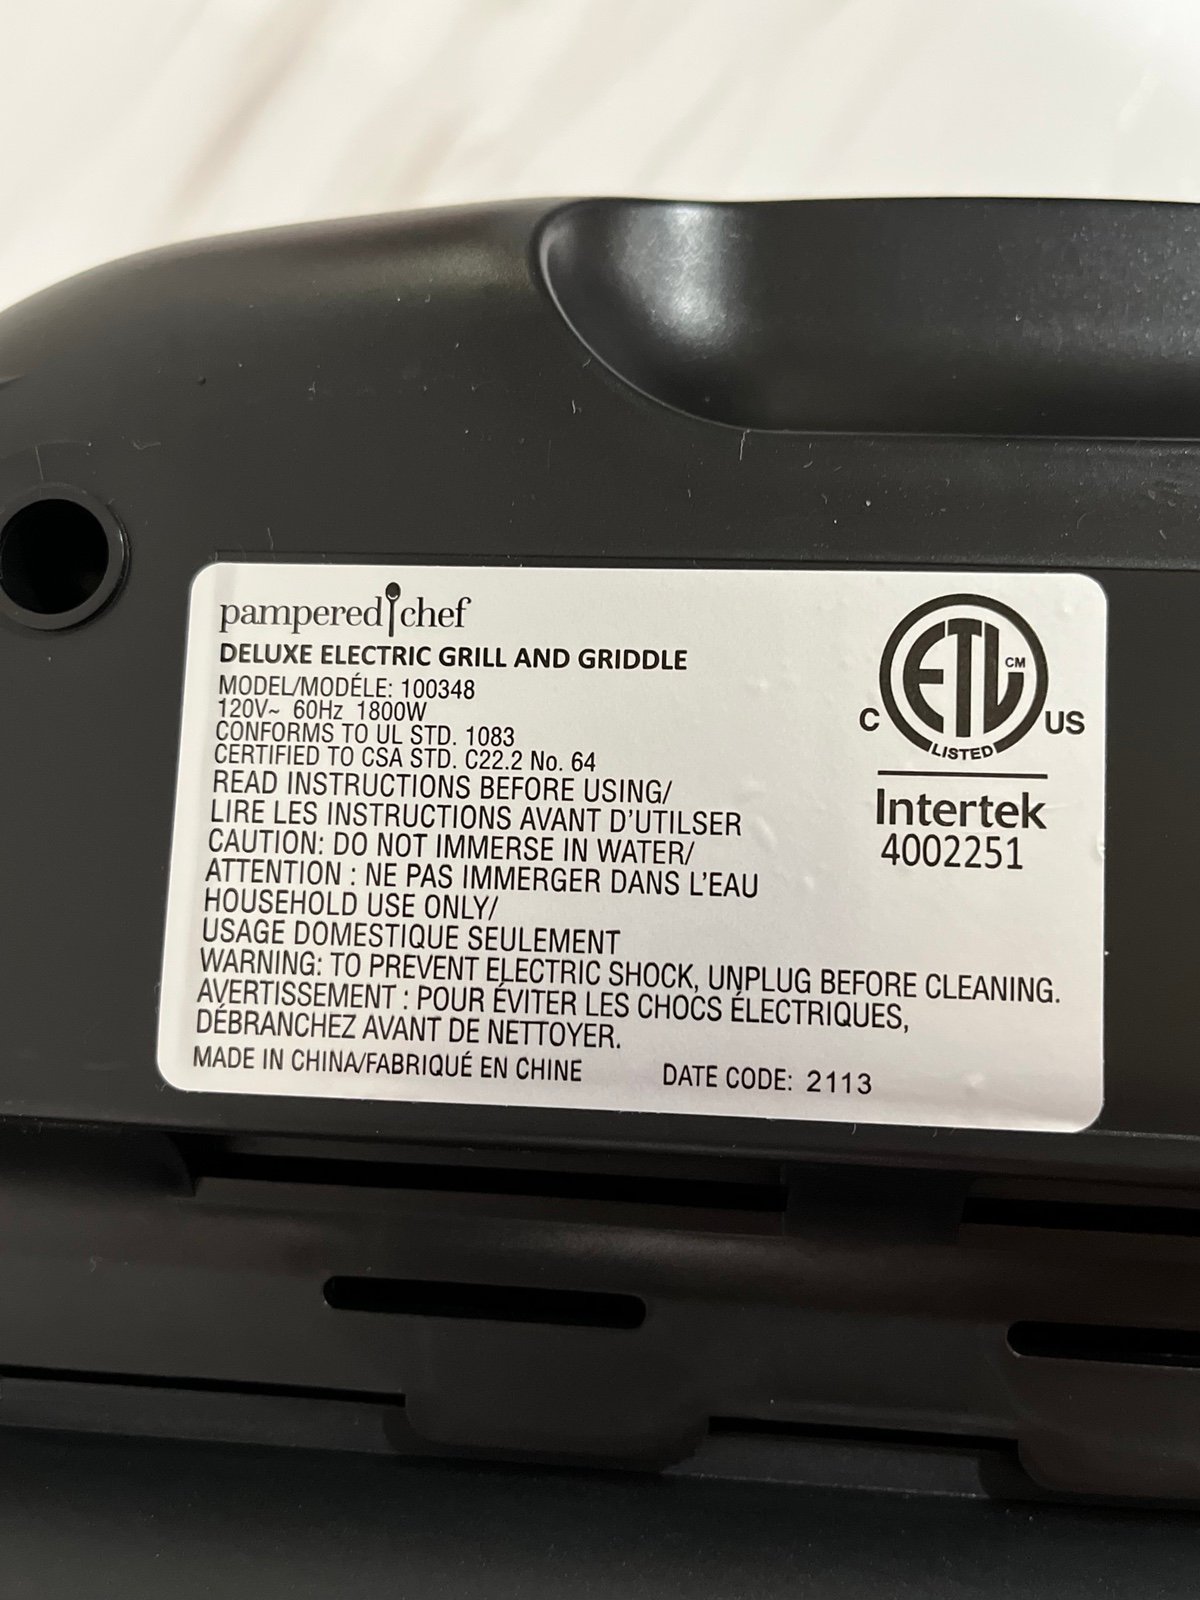 pampered chef
DELUXE ELECTRIC GRILL AND GRIDDLE
MODEL/MODÉLE: 100348
120V~ 60Hz 1800W
CONFORMS TO UL STD. 1083
CERTIFIED TO CSA STD. C22.2 No. 64
READ INSTRUCTIONS BEFORE USING/
LIRE LES INSTRUCTIONS AVANT D'UTILSER
CAUTION: DO NOT IMMERSE IN WATER/
ATTENTION : NE PAS IMMERGER DANS L'EAU
HOUSEHOLD USE ONLY/
USAGE DOMESTIQUE SEULEMENT
WARNING: TO PREVENT ELECTRIC SHOCK, UNPLUG BEFORE CLEANING.
AVERTISSEMENT : POUR ÉVITER LES CHOCS ÉLECTRIQUES,
DÉBRANCHEZ AVANT DE NETTOYER.
MADE IN CHINA/FABRIQUÉ EN CHINE DATE CODE: 2113
ETL CM
C US
LISTED
Intertek
4002251